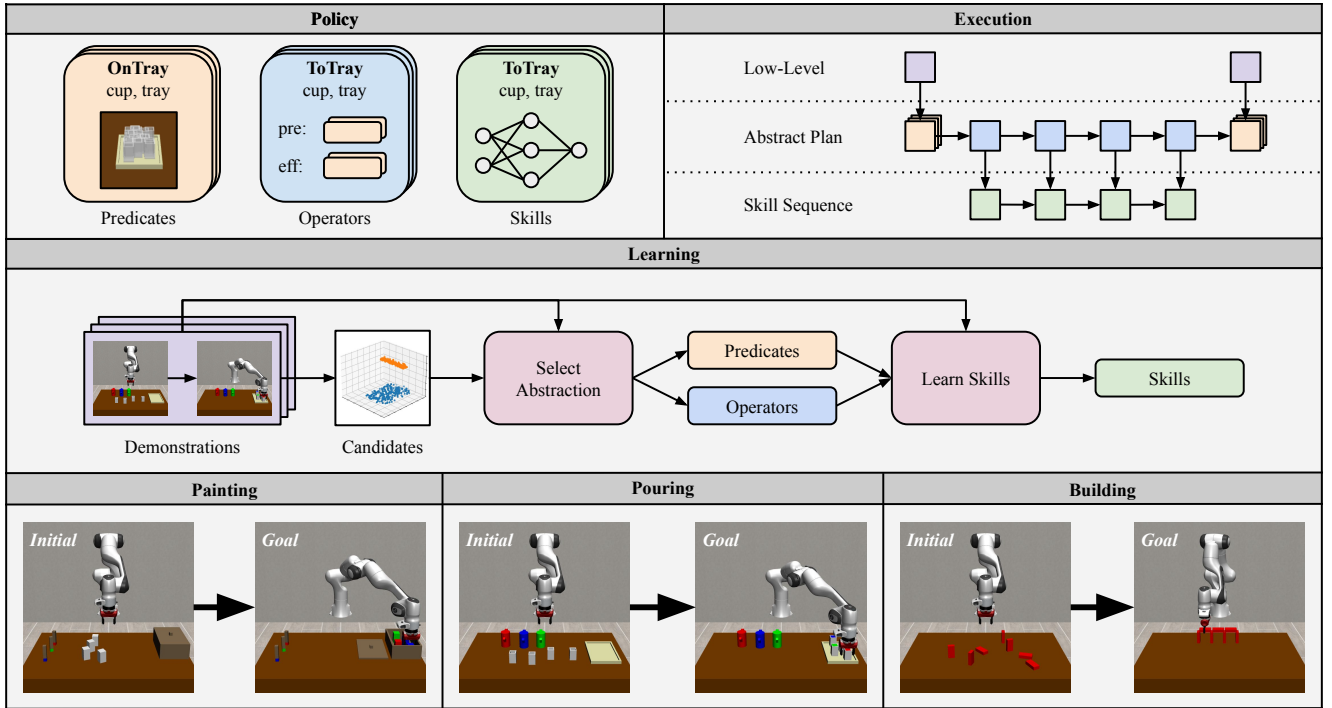 Policy
OnTray
cup, tray
Predicates
ToTray
cup, tray
pre:
eff:
Operators
ToTray
cup, tray
Skills
Execution
Low-Level
Abstract Plan
Skill Sequence
Learning
Demonstrations
Candidates
Select
Abstraction
Predicates
Operators
Learn Skills
Skills
Painting
Initial
Goal
Pouring
Initial
Goal
Building
Initial
Goal